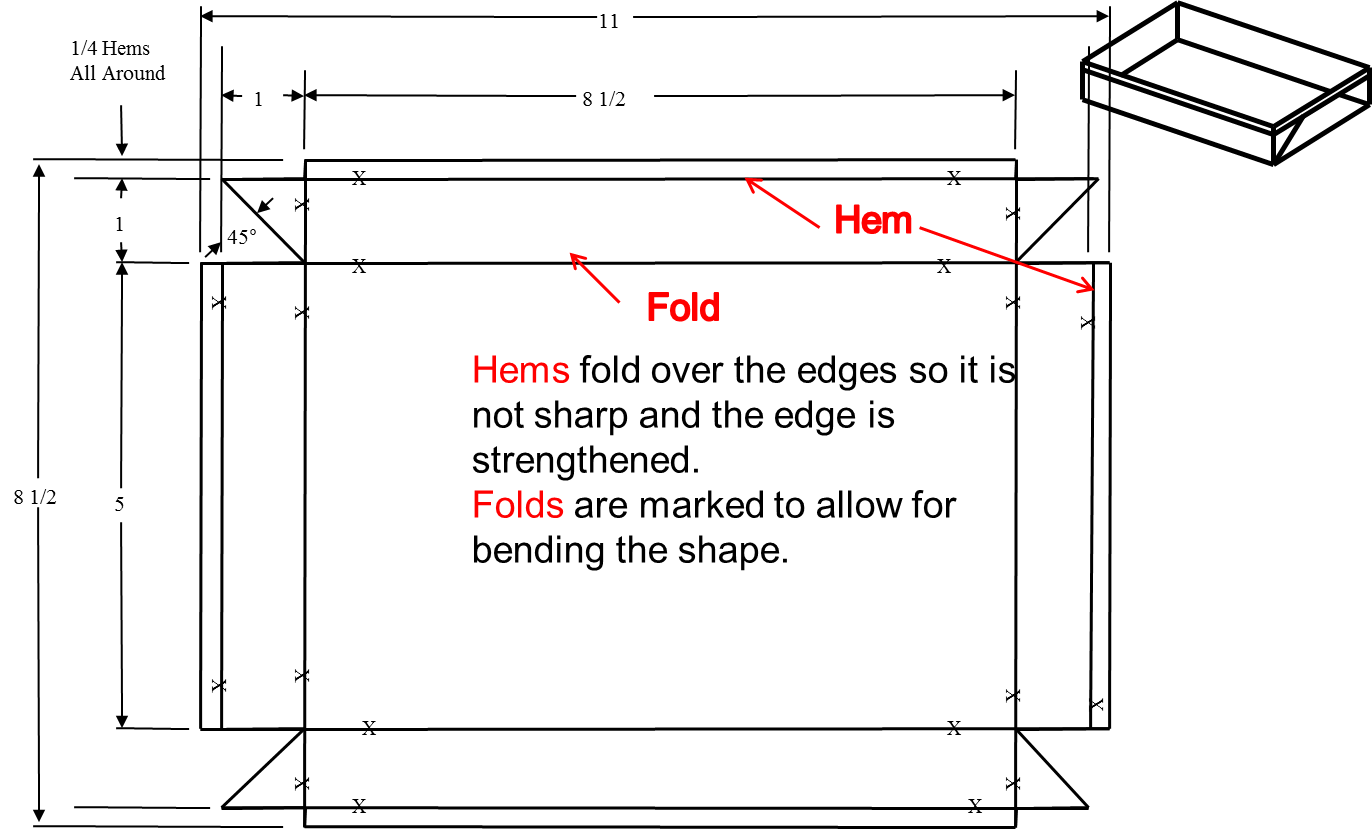 11
1/4 Hems
All Around
1
8 1/2
X
X
X
X
1
45°
Hem
X
X
X
X
X
X
Fold
Hems fold over the edges so it is
not sharp and the edge is
strengthened.
Folds are marked to allow for
bending the shape.
8 1/2
5
X
X
X
X
X
X
X
X
X
X